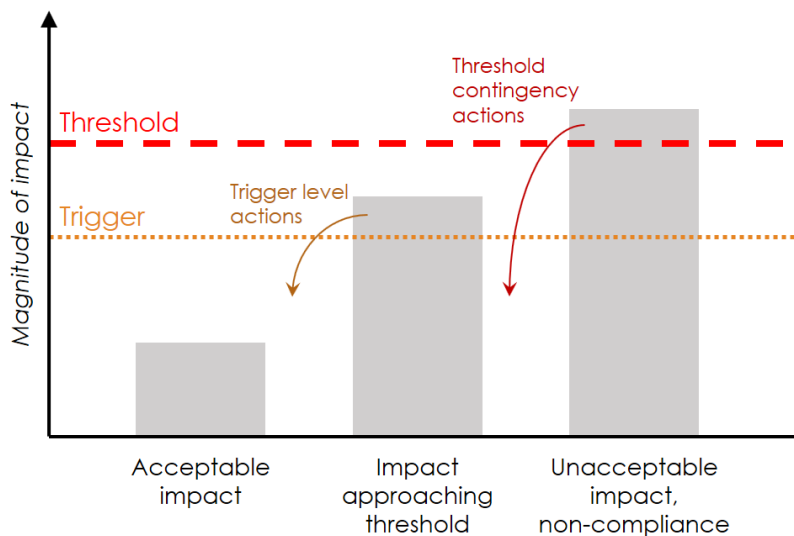 Magnitude of impact
Threshold
Trigger
Threshold
contingency
actions
Trigger level
actions
Acceptable
impact
Impact
approaching
threshold
Unacceptable
impact,
non-compliance